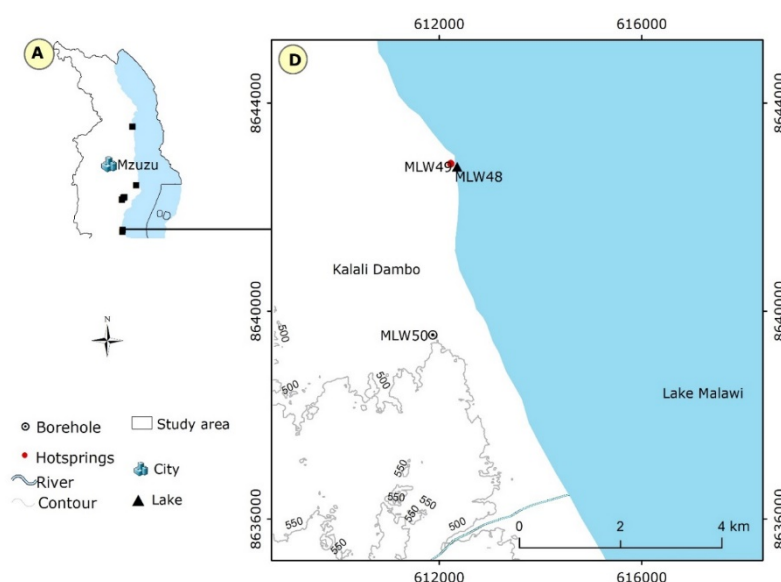 A
Mzuzu
N
Borehole
Study area
Hotsprings
City
River
Contour
Lake
612000
616000
D
8644000
8644000
MLW49
MLW48
Kalali Dambo
8640000
8640000
500
MLW50
500
500
Lake Malawi
550
550
550
550
550
550
500
8636000
8636000
0
2
4 km
612000
616000